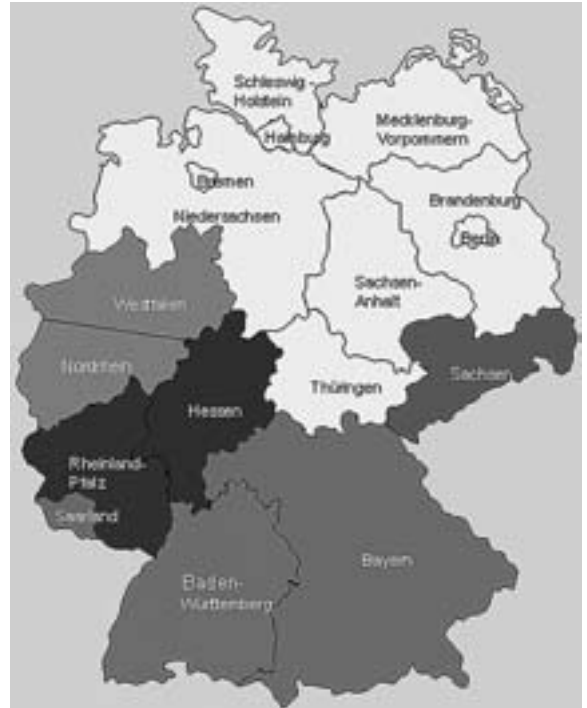 Schleswig -
Holstein
Hamburg
Mecklenburg-
Vorpommern
Bremen
Niedersachsen
Brandenburg
Berlin
Sachsen-
Anhalt
Westfalen
Nordrhein
Hessen
Thüringen
Sachsen
Rheinland-
Pfalz
Saarland
Baden-
Württemberg
Bayern